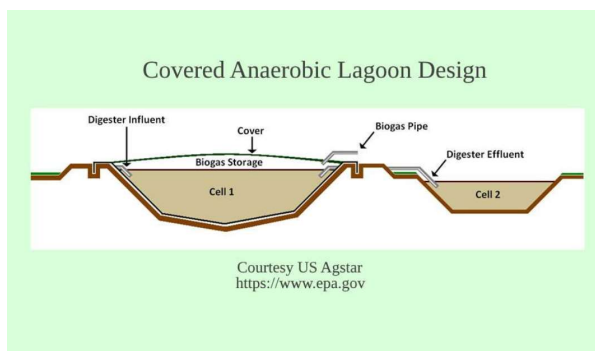 Covered Anaerobic Lagoon Design
Digester Influent
Cover
Biogas Pipe
Biogas Storage
Digester Effluent
Cell 1
Cell 2
Courtesy US Agstar
https://www.epa.gov